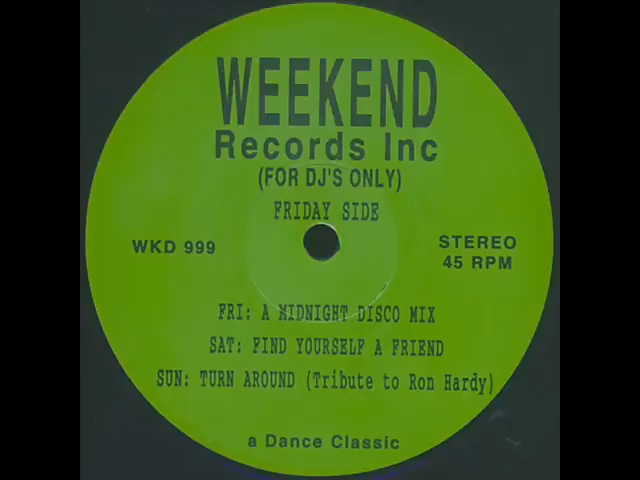 WEEKEND
Records Inc
(FOR DJ'S ONLY)
FRIDAY SIDE
WKD 999
STEREO
45 RPM
FRI: A MIDNIGHT DISCO MIX
SAT: FIND YOURSELF A FRIEND
SUN: TURN AROUND (Tribute to Ron Hardy)
a Dance Classic